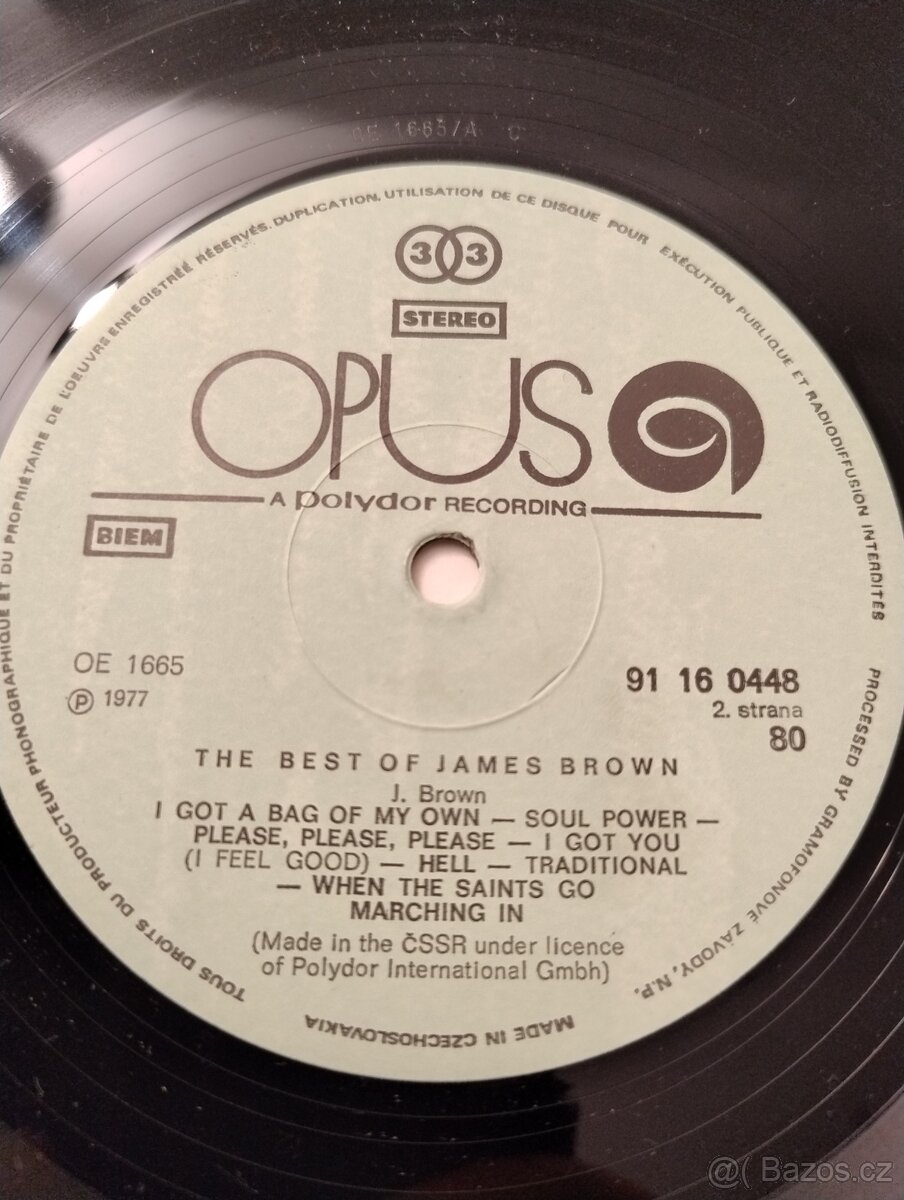 OE 1665/A C
TOUS DROITS DU PRODUCTEUR PHONOGRAPHIQUE ET DU PROPRIÉTAIRE DE L'OEUVRE ENREGISTRÉE RÉSERVÉS. DUPLICATION, UTILISATION DE CE DISQUE POUR EXÉCUTION PUBLIQUE ET RADIODIFFUSION INTERDITÉS
33
STEREO
OPUS
A polydor RECORDING
BIEM
OE 1665
℗ 1977
91 16 0448
2. strana
80
THE BEST OF JAMES BROWN
J. Brown
I GOT A BAG OF MY OWN — SOUL POWER —
PLEASE, PLEASE, PLEASE — I GOT YOU
(I FEEL GOOD) — HELL — TRADITIONAL
— WHEN THE SAINTS GO
MARCHING IN
(Made in the ČSSR under licence
of Polydor International Gmbh)
PROCESSED BY GRAMOFONOVÉ ZÁVODY, N.P.
MADE IN CZECHOSLOVAKIA
@( Bazos.cz